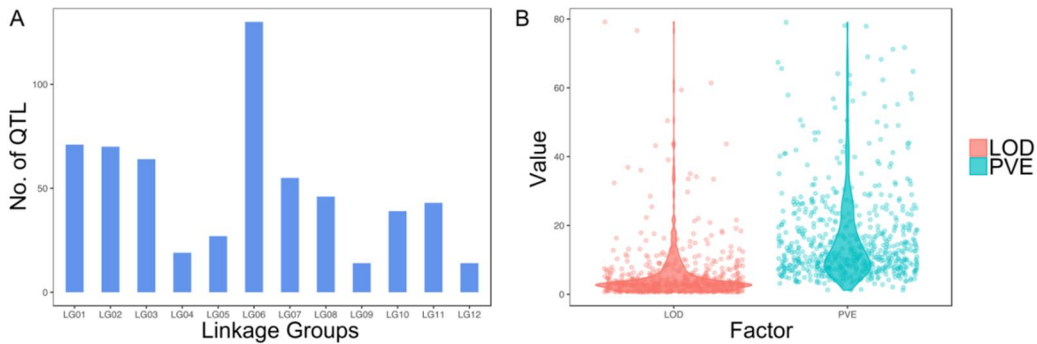 A
No. of QTL
100
50
0
LG01 LG02 LG03 LG04 LG05 LG06 LG07 LG08 LG09 LG10 LG11 LG12
Linkage Groups
B
Value
80
60
40
20
0
LOD PVE
Factor
LOD
PVE